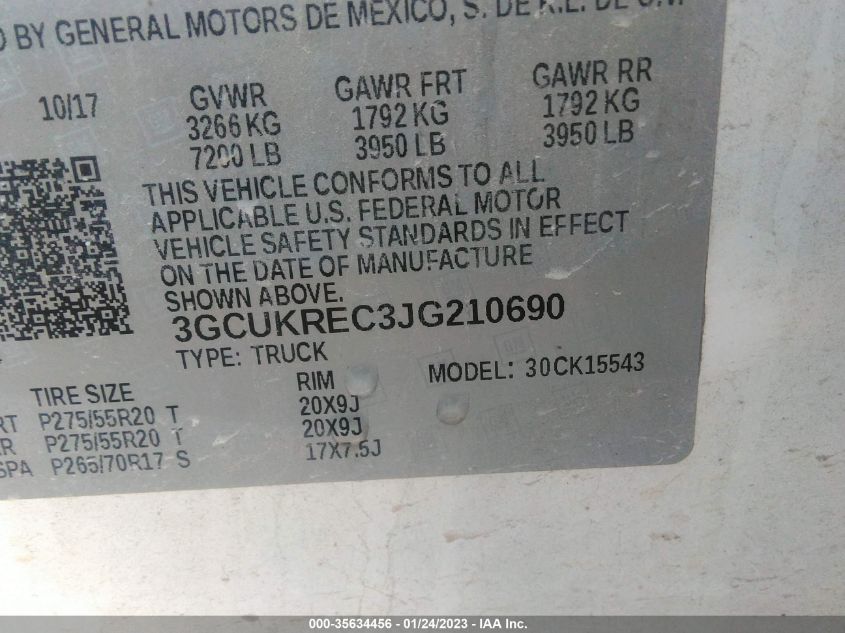 BY GENERAL MOTORS DE MEXICO, S. DE R.L. DE C.V.
10/17 GVWR GAWR FRT GAWR RR
3266 KG 1792 KG 1792 KG
7200 LB 3950 LB 3950 LB
THIS VEHICLE CONFORMS TO ALL
APPLICABLE U.S. FEDERAL MOTOR
VEHICLE SAFETY STANDARDS IN EFFECT
ON THE DATE OF MANUFACTURE
SHOWN ABOVE.
3GCUKREC3JG210690
TYPE: TRUCK MODEL: 30CK15543
TIRE SIZE RIM
RT P275/55R20 T 20X9J
RR P275/55R20 T 20X9J
SPA P265/70R17 S 17X7.5J
000-35634456 - 01/24/2023 - IAA Inc.